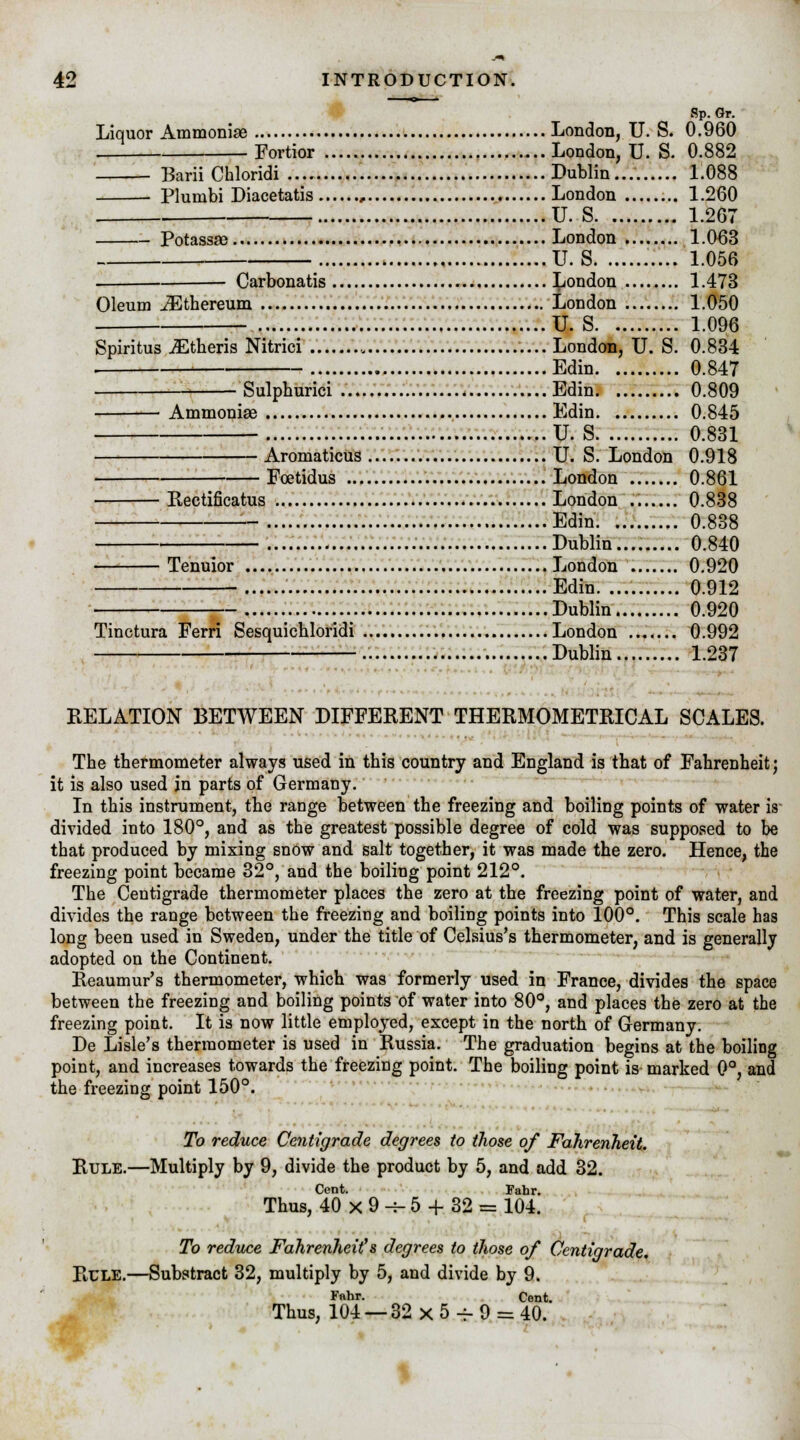 42 INTRODUCTION.
Sp. Gr.
Liquor Ammoniæ .......... London, U. S. 0.960
———— Fortior .......... London, U. S. 0.882
—— Barii Chloridi .......... Dublin.......... 1.088
—— Plumbi Diacetatis .......... London ........ 1.260
———— .......... U. S. .......... 1.267
—— Potassæ .......... London ........ 1.063
———— .......... U. S. .......... 1.056
———— Carbonatis .......... London ........ 1.473
Oleum Æthereum .......... London ........ 1.050
———— .......... U. S. .......... 1.096
Spiritus Ætheris Nitrici .......... London, U. S. 0.834
———— .......... Edin. .......... 0.847
———— Sulphurici .......... Edin. .......... 0.809
—— Ammoniæ .......... Edin. .......... 0.845
———— .......... U. S. .......... 0.831
———— Aromaticus .......... U. S. London 0.918
———— Fœtidus .......... London ....... 0.861
—— Rectificatus .......... London ....... 0.838
———— .......... Edin. .......... 0.838
———— .......... Dublin.......... 0.840
—— Tenuior .......... London ....... 0.920
———— .......... Edin. .......... 0.912
———— .......... Dublin.......... 0.920
Tinctura Ferri Sesquichloridi .......... London ....... 0.992
———— .......... Dublin.......... 1.237
RELATION BETWEEN DIFFERENT THERMOMETRICAL SCALES.
The thermometer always used in this country and England is that of Fahrenheit;
it is also used in parts of Germany.
In this instrument, the range between the freezing and boiling points of water is
divided into 180°, and as the greatest possible degree of cold was supposed to be
that produced by mixing snow and salt together, it was made the zero. Hence, the
freezing point became 32°, and the boiling point 212°.
The Centigrade thermometer places the zero at the freezing point of water, and
divides the range between the freezing and boiling points into 100°. This scale has
long been used in Sweden, under the title of Celsius's thermometer, and is generally
adopted on the Continent.
Reaumur's thermometer, which was formerly used in France, divides the space
between the freezing and boiling points of water into 80°, and places the zero at the
freezing point. It is now little employed, except in the north of Germany.
De Lisle's thermometer is used in Russia. The graduation begins at the boiling
point, and increases towards the freezing point. The boiling point is marked 0°, and
the freezing point 150°.
To reduce Centigrade degrees to those of Fahrenheit.
RULE.—Multiply by 9, divide the product by 5, and add 32.
Cent. Fahr.
Thus, 40 × 9 ÷ 5 + 32 = 104.
To reduce Fahrenheit's degrees to those of Centigrade.
RULE.—Substract 32, multiply by 5, and divide by 9.
Fahr. Cent.
Thus, 104 — 32 × 5 ÷ 9 = 40.